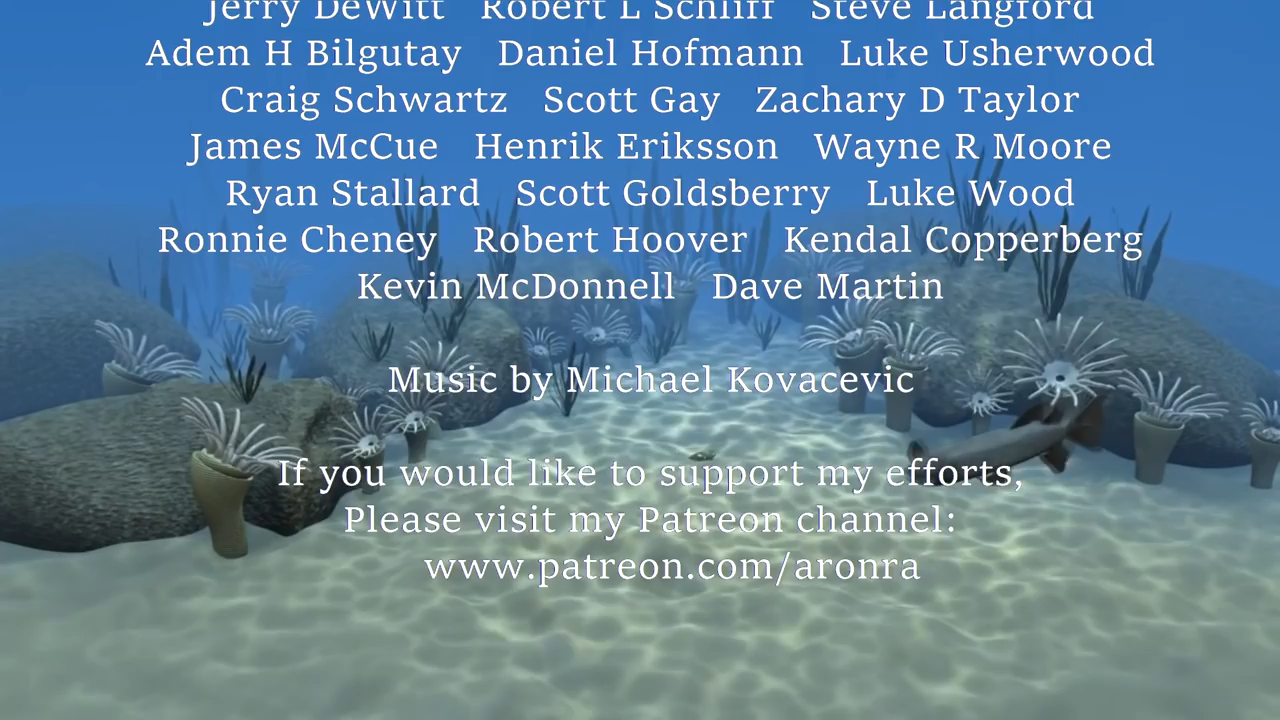 Jerry DeWitt Robert L Schliff Steve Langford
Adem H Bilgutay Daniel Hofmann Luke Usherwood
Craig Schwartz Scott Gay Zachary D Taylor
James McCue Henrik Eriksson Wayne R Moore
Ryan Stallard Scott Goldsberry Luke Wood
Ronnie Cheney Robert Hoover Kendal Copperberg
Kevin McDonnell Dave Martin
Music by Michael Kovacevic
If you would like to support my efforts,
Please visit my Patreon channel:
www.patreon.com/aronra